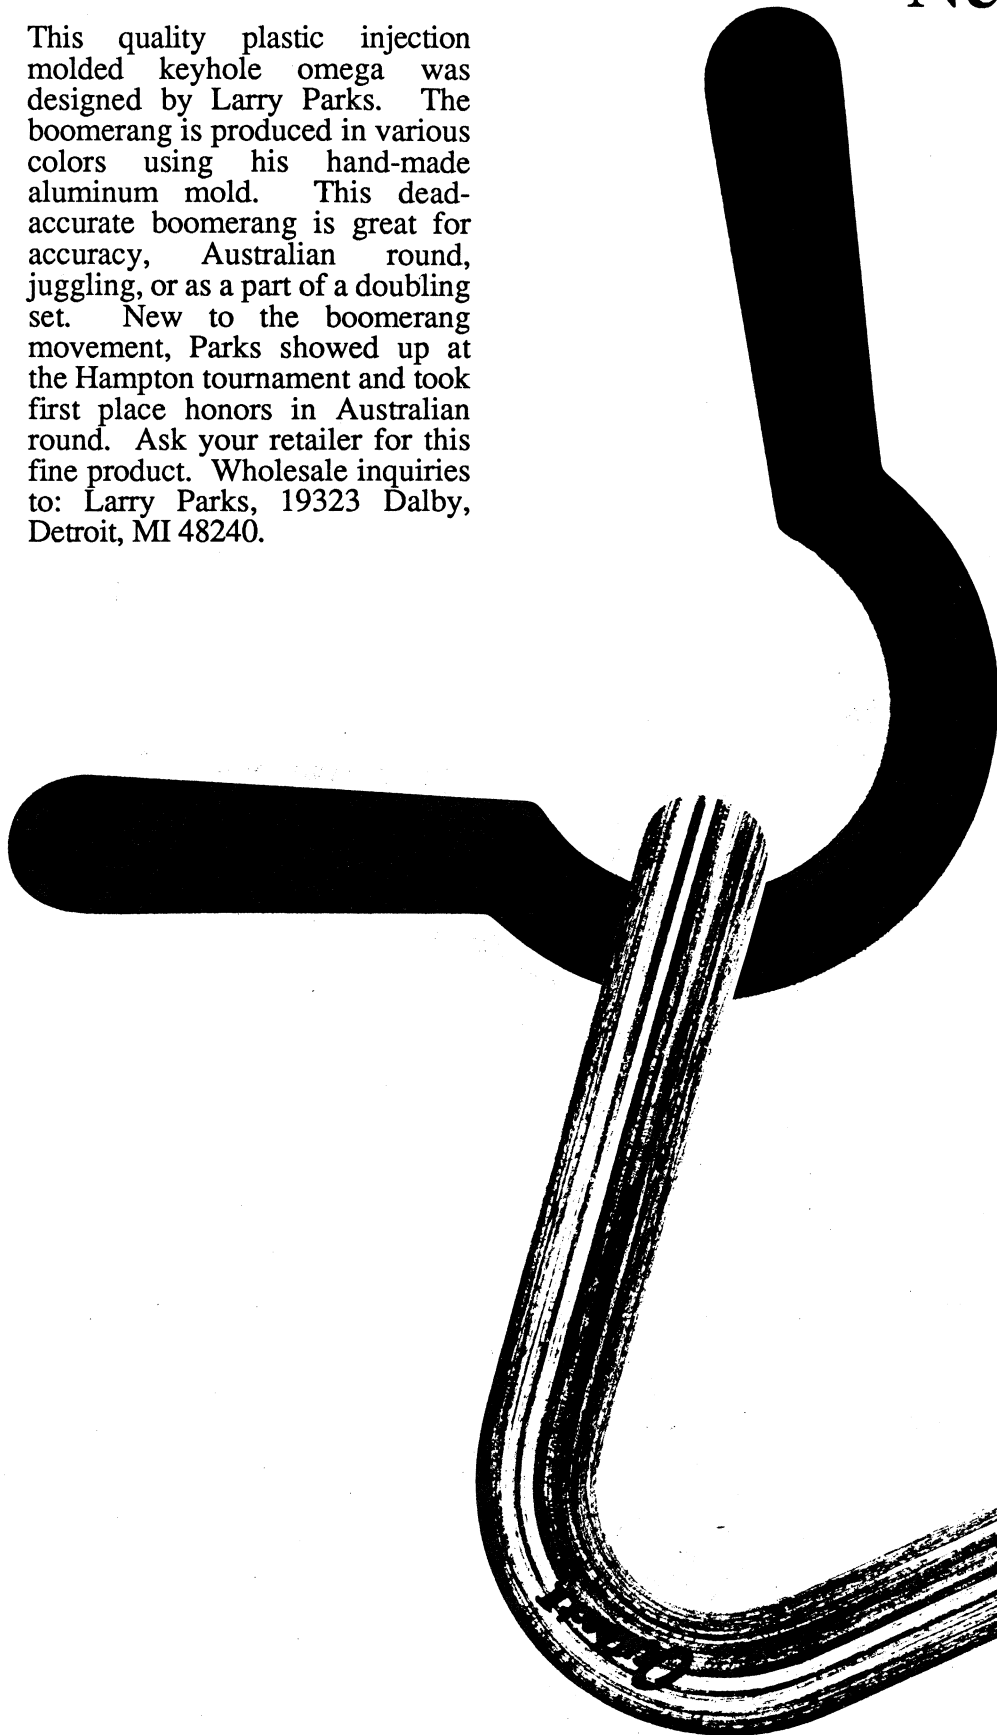 This quality plastic injection
molded keyhole omega was
designed by Larry Parks. The
boomerang is produced in various
colors using his hand-made
aluminum mold. This dead-
accurate boomerang is great for
accuracy, Australian round,
juggling, or as a part of a doubling
set. New to the boomerang
movement, Parks showed up at
the Hampton tournament and took
first place honors in Australian
round. Ask your retailer for this
fine product. Wholesale inquiries
to: Larry Parks, 19323 Dalby,
Detroit, MI 48240.